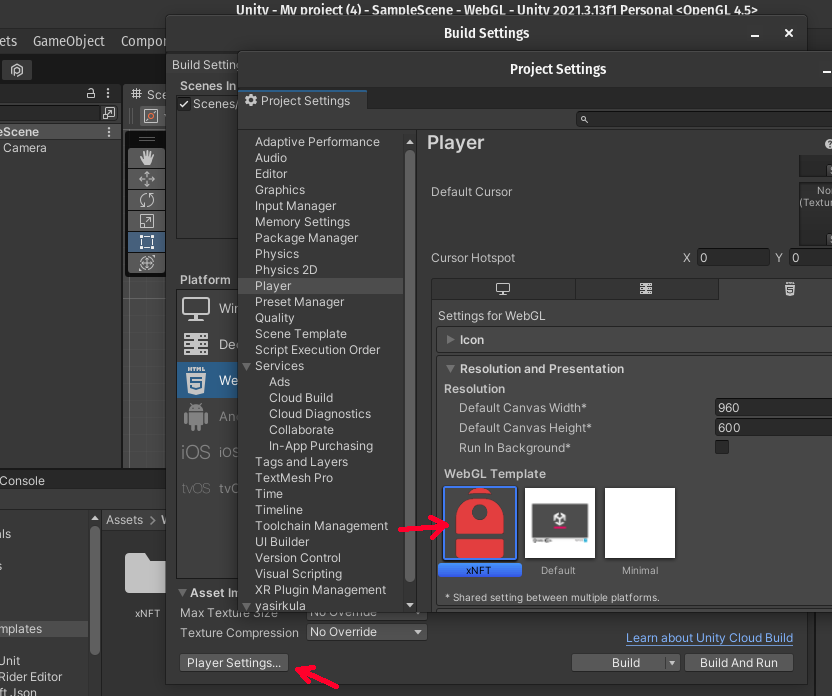 Unity - My project (4) - SampleScene - WebGL - Unity 2021.3.13f1 Personal <OpenGL 4.5>
ets GameObject Compor
Build Settings
Build Setting
Scenes In
Scenes/
Project Settings
Project Settings
Sce
eScene
Camera
Adaptive Performance
Audio
Editor
Graphics
Input Manager
Memory Settings
Package Manager
Physics
Physics 2D
Player
Preset Manager
Quality
Scene Template
Script Execution Order
Services
Ads
Cloud Build
Cloud Diagnostics
Collaborate
In-App Purchasing
Tags and Layers
TextMesh Pro
Time
Timeline
Toolchain Management
UI Builder
Version Control
Visual Scripting
XR Plugin Management
yasirkula
Player
Default Cursor
Cursor Hotspot X 0 Y 0
Settings for WebGL
Icon
Resolution and Presentation
Resolution
Default Canvas Width* 960
Default Canvas Height* 600
Run In Background*
WebGL Template
xNFT Default Minimal
* Shared setting between multiple platforms.
Platform
Win
De
HTML
We
An
iOS iOS
tvOS tv
Console
Assets > 
xNFT
als
s
mplates
Unit
Rider Editor
ft Json
Asset In
Max Texture Size No Override
Texture Compression No Override
Player Settings...
Learn about Unity Cloud Build
Build Build And Run